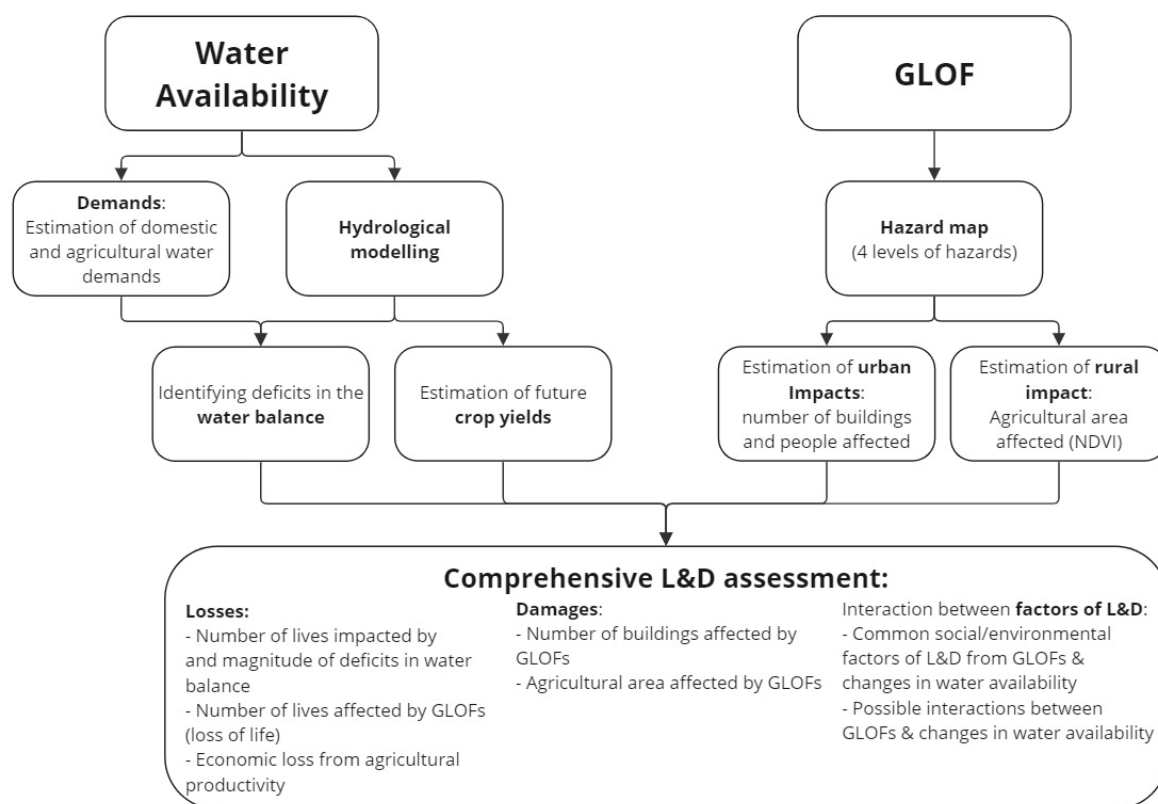 Water
Availability
GLOF
Demands:
Estimation of domestic
and agricultural water
demands
Hydrological
modelling
Hazard map
(4 levels of hazards)
Identifying deficits in the
water balance
Estimation of future
crop yields
Estimation of urban
Impacts:
number of buildings
and people affected
Estimation of rural
impact:
Agricultural area
affected (NDVI)
Comprehensive L&D assessment:
Losses:
- Number of lives impacted by
and magnitude of deficits in water
balance
- Number of lives affected by GLOFs
(loss of life)
- Economic loss from agricultural
productivity
Damages:
- Number of buildings affected by
GLOFs
- Agricultural area affected by GLOFs
Interaction between factors of L&D:
- Common social/environmental
factors of L&D from GLOFs &
changes in water availability
- Possible interactions between
GLOFs & changes in water availability